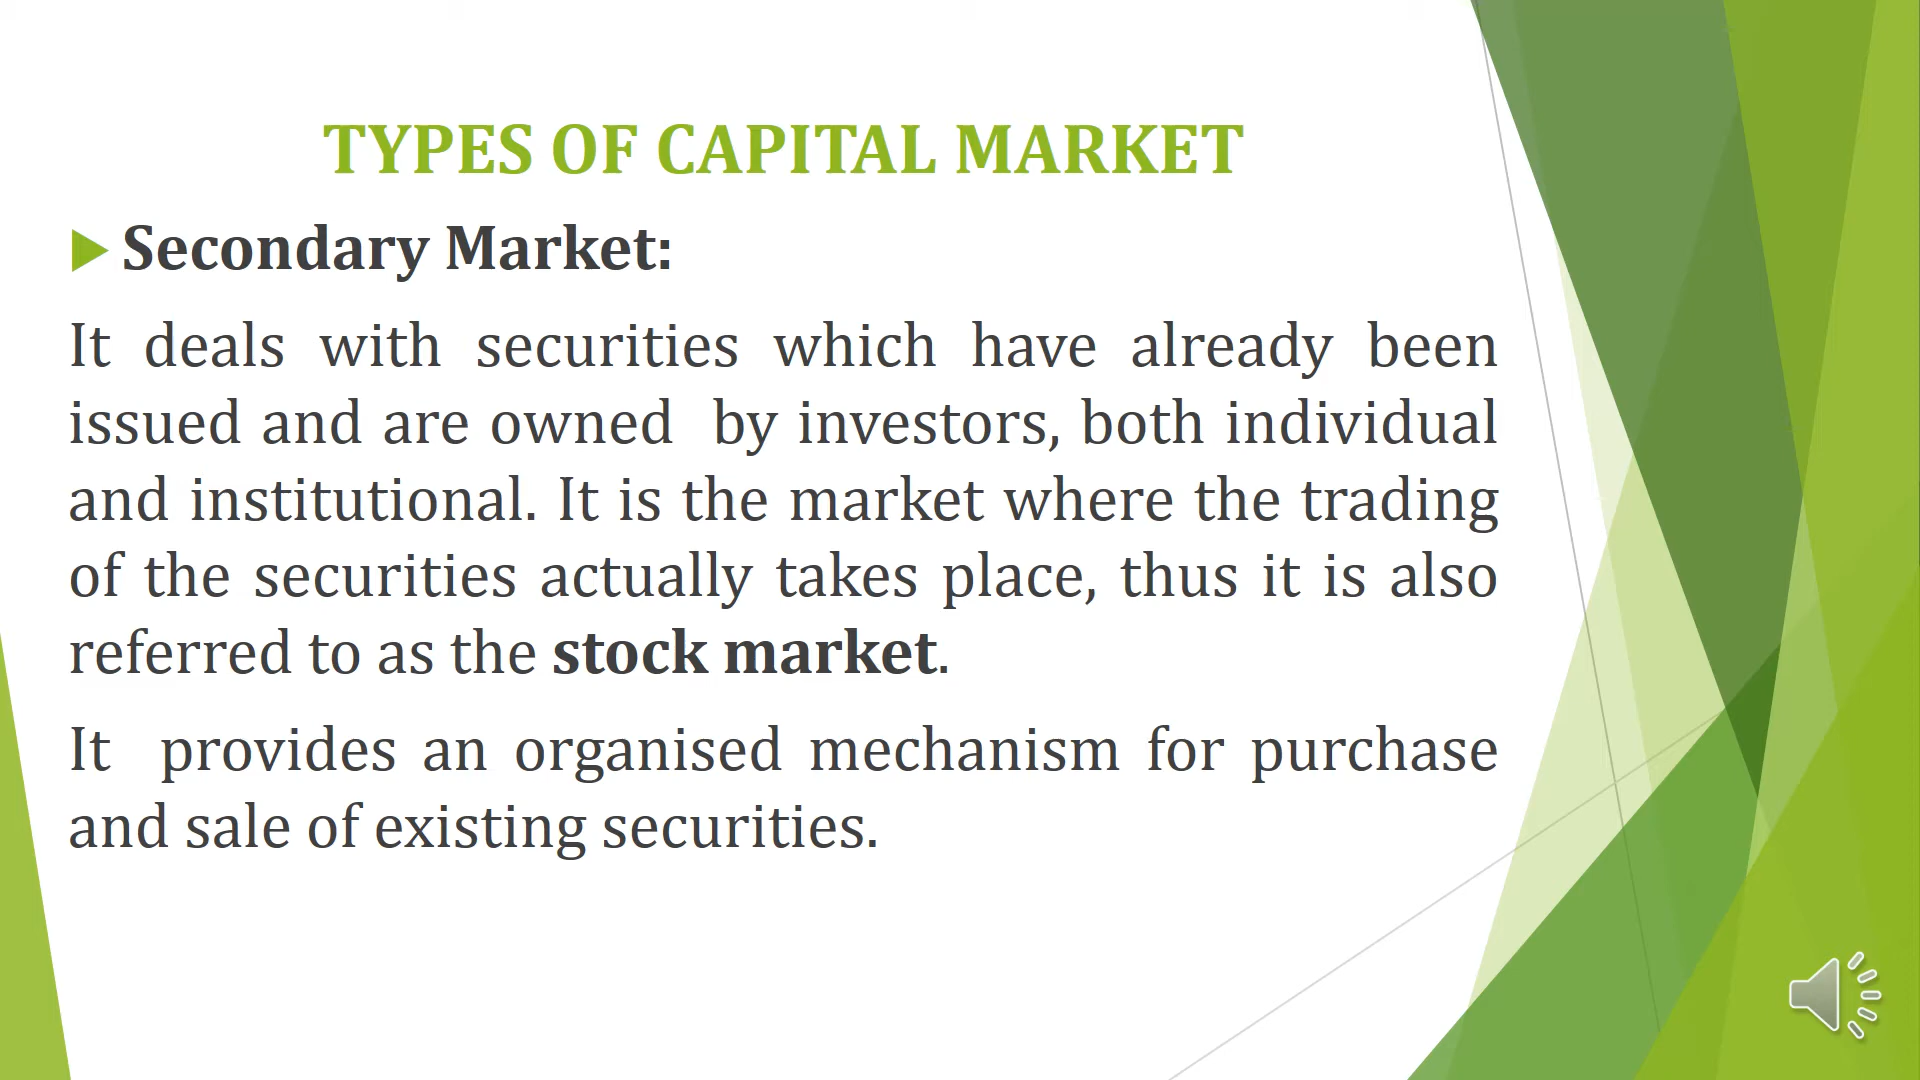 TYPES OF CAPITAL MARKET
Secondary Market:
It deals with securities which have already been
issued and are owned by investors, both individual
and institutional. It is the market where the trading
of the securities actually takes place, thus it is also
referred to as the stock market.
It provides an organised mechanism for purchase
and sale of existing securities.